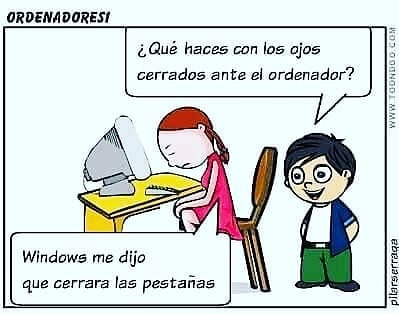 ORDENADORES1
¿Qué haces con los ojos
cerrados ante el ordenador?
Windows me dijo
que cerrara las pestañas
WWW.TOONDOO.COM
pilarserraga